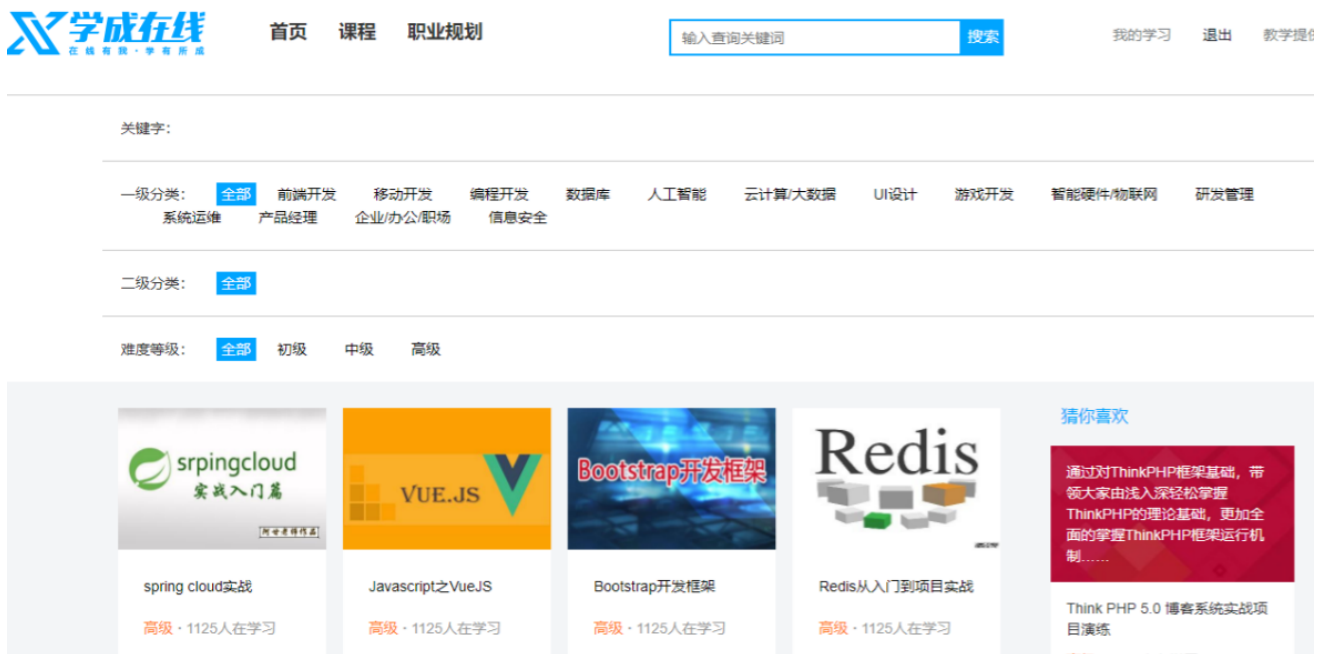 学成在线
在线有我·学有所成
首页 课程 职业规划
输入查询关键词 搜索
我的学习 退出
关键字：
一级分类： 全部 前端开发 移动开发 编程开发 数据库 人工智能 云计算/大数据 UI设计 游戏开发 智能硬件/物联网 研发管理
系统运维 产品经理 企业/办公/职场 信息安全
二级分类： 全部
难度等级： 全部 初级 中级 高级
猜你喜欢
srpingcloud
实战入门篇
VUE.JS
Bootstrap开发框架
Redis
通过对ThinkPHP框架基础，带
领大家由浅入深轻松掌握
ThinkPHP的理论基础，更加全
面的掌握ThinkPHP框架运行机
制……
spring cloud实战
Javascript之VueJS
Bootstrap开发框架
Redis从入门到项目实战
高级 · 1125人在学习
高级 · 1125人在学习
高级 · 1125人在学习
高级 · 1125人在学习
Think PHP 5.0 博客系统实战项
目演练